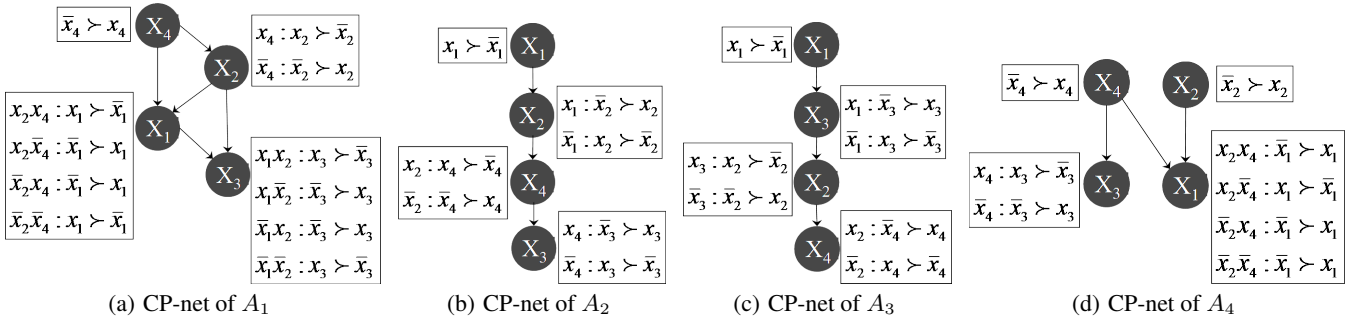 x̅₄ ≻ x₄
X₄
x₄ : x₂ ≻ x̅₂
x̅₄ : x̅₂ ≻ x₂
X₂
x₂x₄ : x₁ ≻ x̅₁
x₂x̅₄ : x̅₁ ≻ x₁
x̅₂x₄ : x̅₁ ≻ x₁
x̅₂x̅₄ : x₁ ≻ x̅₁
X₁
X₃
x₁x₂ : x₃ ≻ x̅₃
x₁x̅₂ : x̅₃ ≻ x₃
x̅₁x₂ : x̅₃ ≻ x₃
x̅₁x̅₂ : x₃ ≻ x̅₃
(a) CP-net of A₁
x₁ ≻ x̅₁
X₁
X₂
x₁ : x̅₂ ≻ x₂
x̅₁ : x₂ ≻ x̅₂
x₂ : x₄ ≻ x̅₄
x̅₂ : x̅₄ ≻ x₄
X₄
X₃
x₄ : x̅₃ ≻ x₃
x̅₄ : x₃ ≻ x̅₃
(b) CP-net of A₂
x₁ ≻ x̅₁
X₁
X₃
x₁ : x̅₃ ≻ x₃
x̅₁ : x₃ ≻ x̅₃
x₃ : x₂ ≻ x̅₂
x̅₃ : x̅₂ ≻ x₂
X₂
X₄
x₂ : x̅₄ ≻ x₄
x̅₂ : x₄ ≻ x̅₄
(c) CP-net of A₃
x̅₄ ≻ x₄
X₄
X₂
x̅₂ ≻ x₂
x₄ : x₃ ≻ x̅₃
x̅₄ : x̅₃ ≻ x₃
X₃
X₁
x₂x₄ : x̅₁ ≻ x₁
x₂x̅₄ : x₁ ≻ x̅₁
x̅₂x₄ : x̅₁ ≻ x₁
x̅₂x̅₄ : x̅₁ ≻ x₁
(d) CP-net of A₄